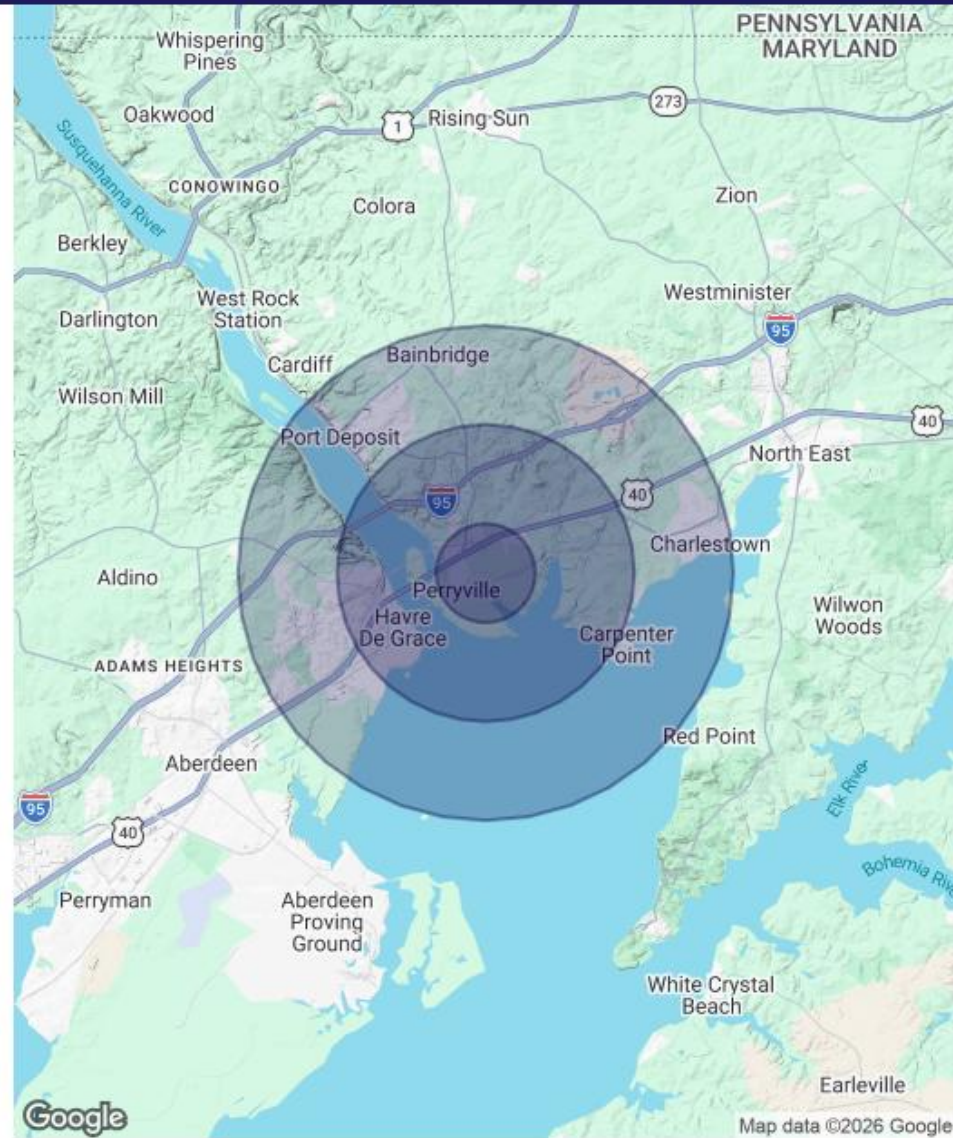 PENNSYLVANIA
MARYLAND
Whispering
Pines
273
Oakwood
1
Rising Sun
Susquehanna River
CONOWINGO
Zion
Colora
Berkley
Westminister
West Rock
Station
Darlington
95
Bainbridge
Cardiff
Wilson Mill
40
Port Deposit
North East
95
40
Charlestown
Aldino
Perryville
Wilwon
Woods
Havre
De Grace
Carpenter
Point
ADAMS HEIGHTS
Red Point
Aberdeen
Elk River
95
40
Bohemia
Perryman
Aberdeen
Proving
Ground
White Crystal
Beach
Earleville
Google
Map data ©2026 Google